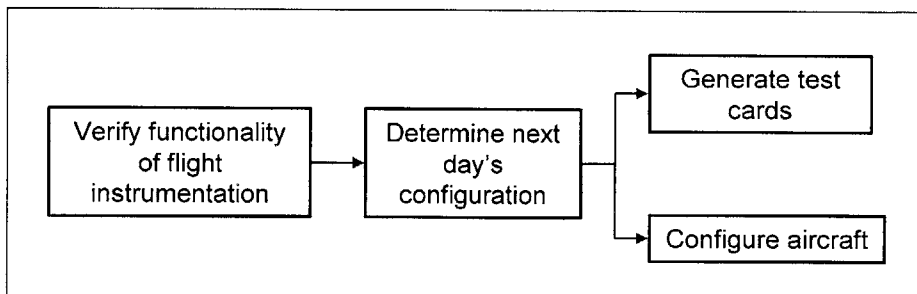 Verify functionality
of flight
instrumentation
Determine next
day's
configuration
Generate test
cards
Configure aircraft